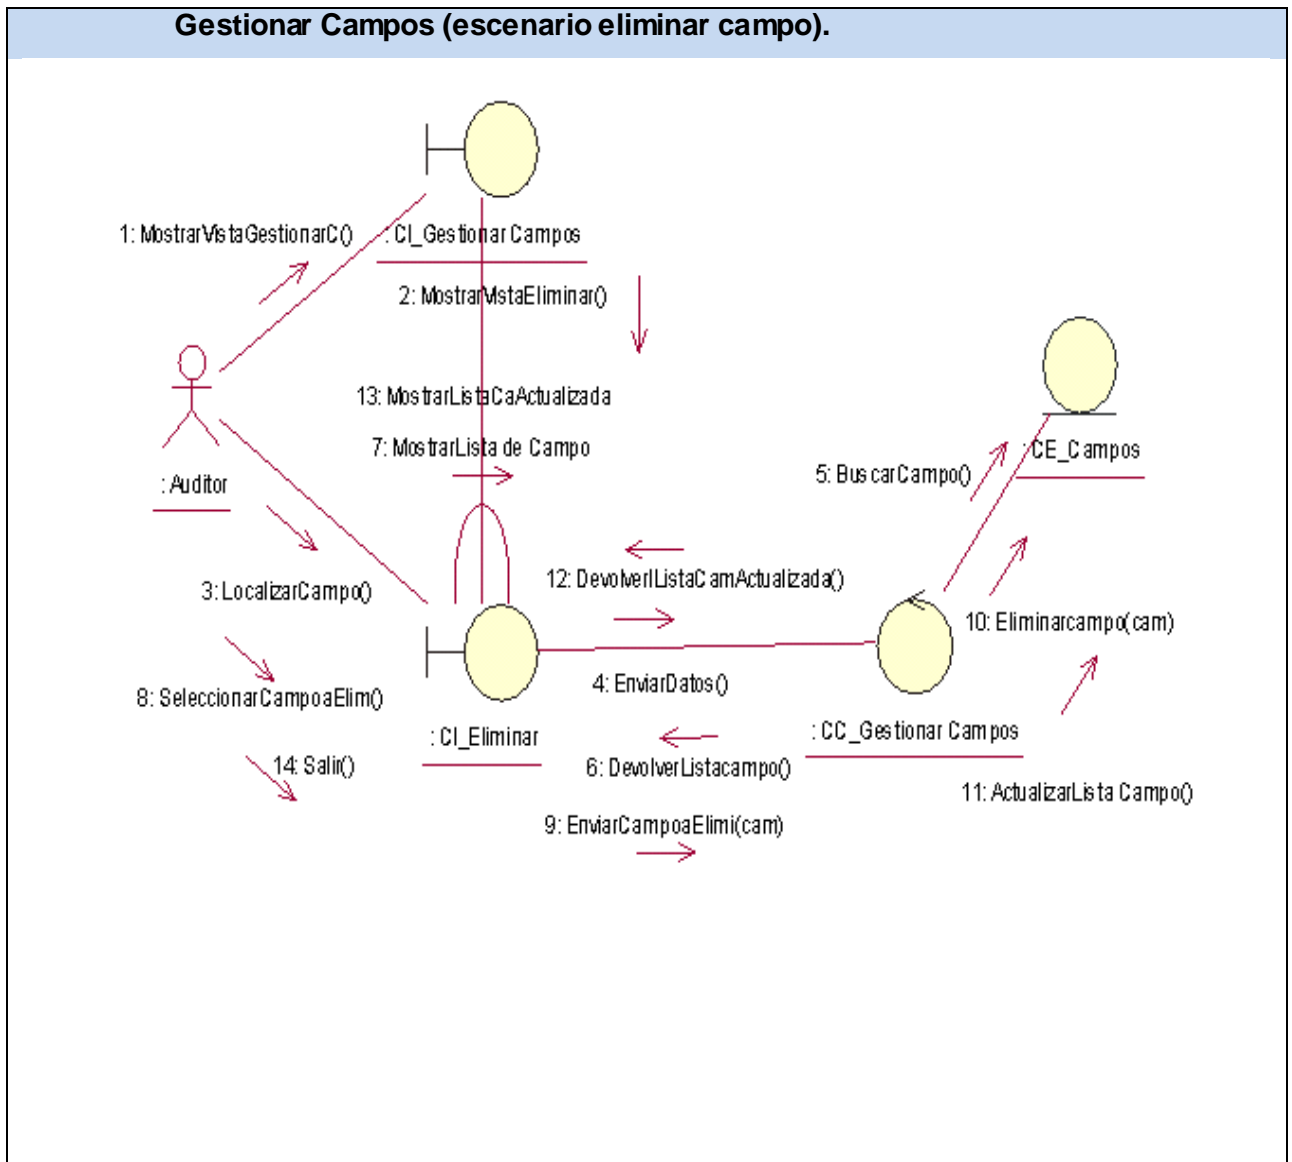 Gestionar Campos (escenario eliminar campo).
1: MostrarVistaGestionarC()
: CI_Gestionar Campos
2: MostrarVistaEliminar()
13: MostrarListaCaActualizada
7: MostrarLista de Campo
: CE_Campos
5: BuscarCampo()
: Auditor
3: LocalizarCampo()
12: DevolverlListaCamActualizada()
10: Eliminarcampo(cam)
4: EnviarDatos()
8: SeleccionarCampoaElim()
: CI_Eliminar
: CC_Gestionar Campos
14: Salir()
6: DevolverListacampo()
11: ActualizarLista Campo()
9: EnviarCampoaElimi(cam)